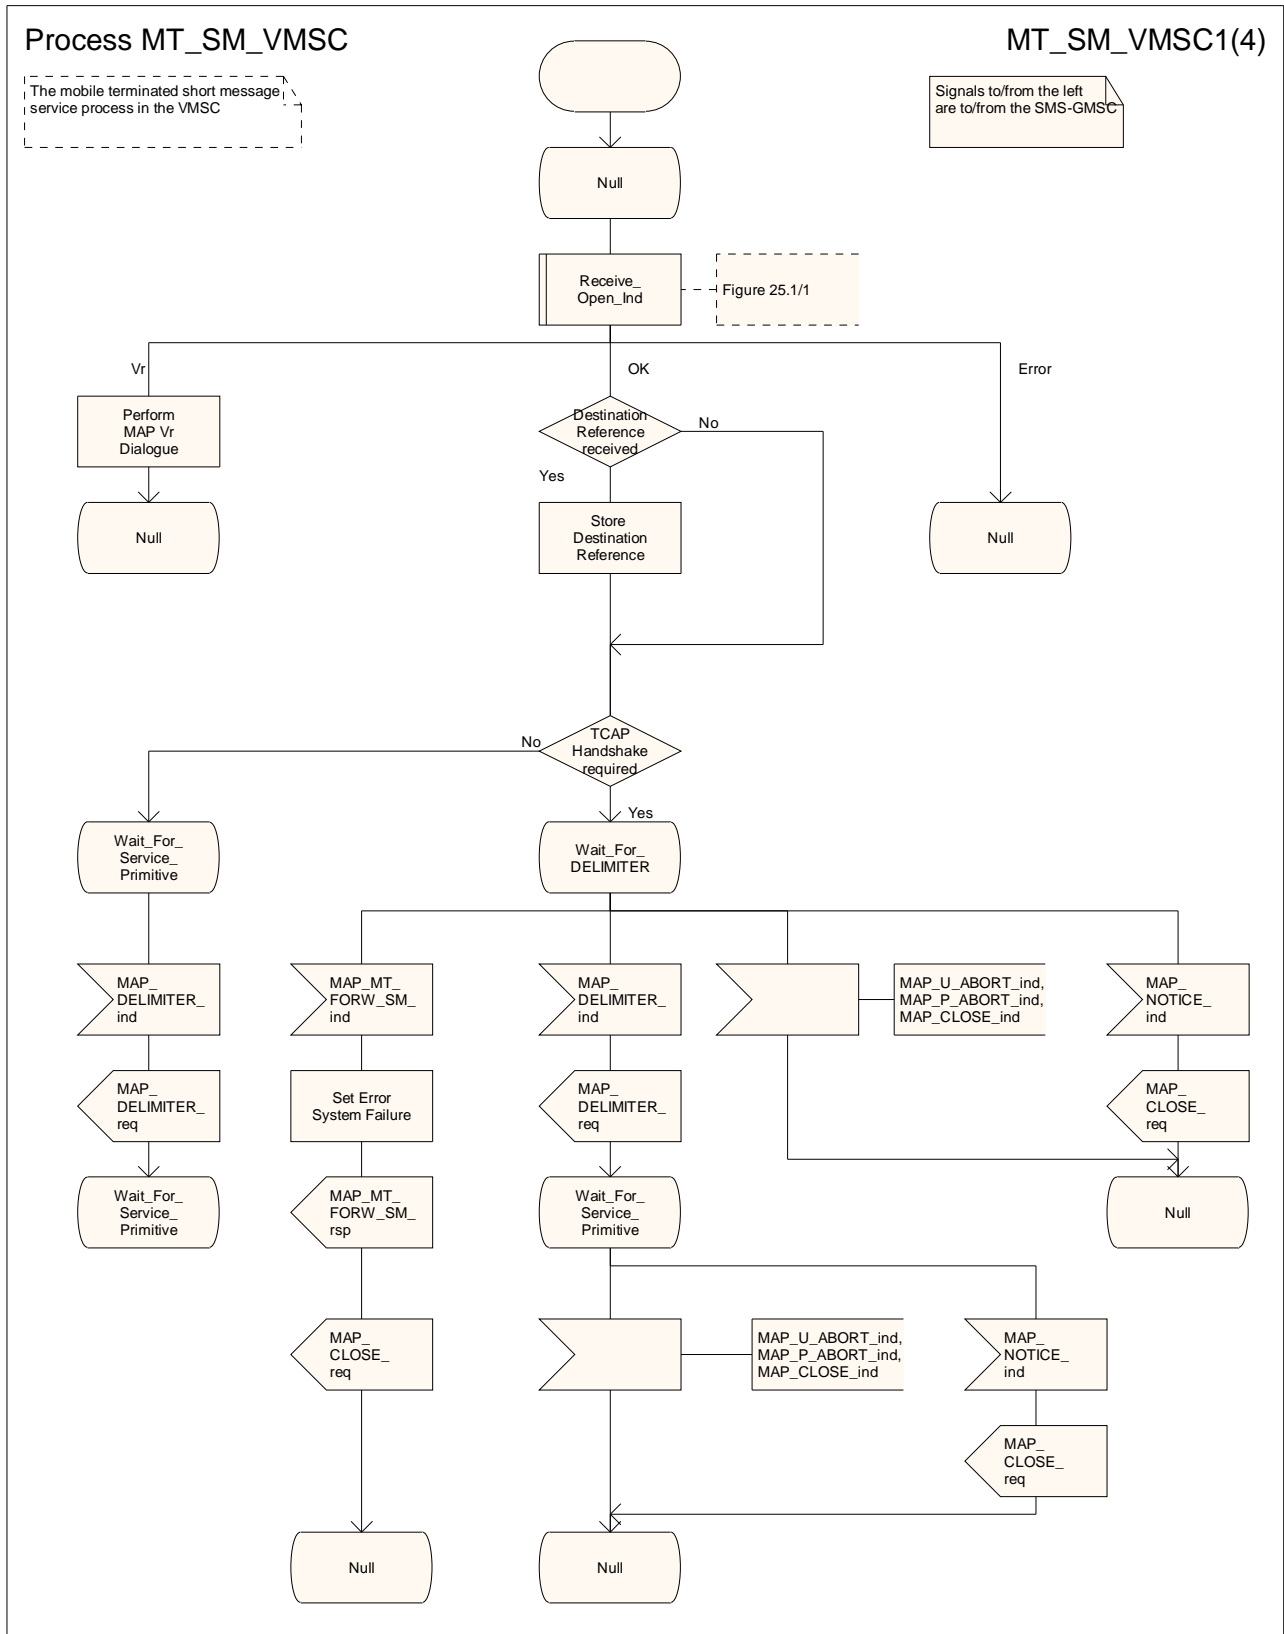 Process MT_SM_VMSC
MT_SM_VMSC1(4)
The mobile terminated short message
service process in the VMSC
Signals to/from the left
are to/from the SMS-GMSC
Null
Receive_
Open_Ind
Figure 25.1/1
Vr
OK
Error
Perform
MAP Vr
Dialogue
Destination
Reference
received
No
Yes
Null
Store
Destination
Reference
Null
TCAP
Handshake
required
No
Yes
Wait_For_
Service_
Primitive
Wait_For_
DELIMITER
MAP_
DELIMITER_
ind
MAP_MT_
FORW_SM_
ind
MAP_
DELIMITER_
ind
MAP_U_ABORT_ind,
MAP_P_ABORT_ind,
MAP_CLOSE_ind
MAP_
NOTICE_
ind
MAP_
DELIMITER_
req
Set Error
System Failure
MAP_
DELIMITER_
req
MAP_
CLOSE_
req
Wait_For_
Service_
Primitive
MAP_MT_
FORW_SM_
rsp
Wait_For_
Service_
Primitive
Null
MAP_
CLOSE_
req
MAP_U_ABORT_ind,
MAP_P_ABORT_ind,
MAP_CLOSE_ind
MAP_
NOTICE_
ind
MAP_
CLOSE_
req
Null
Null